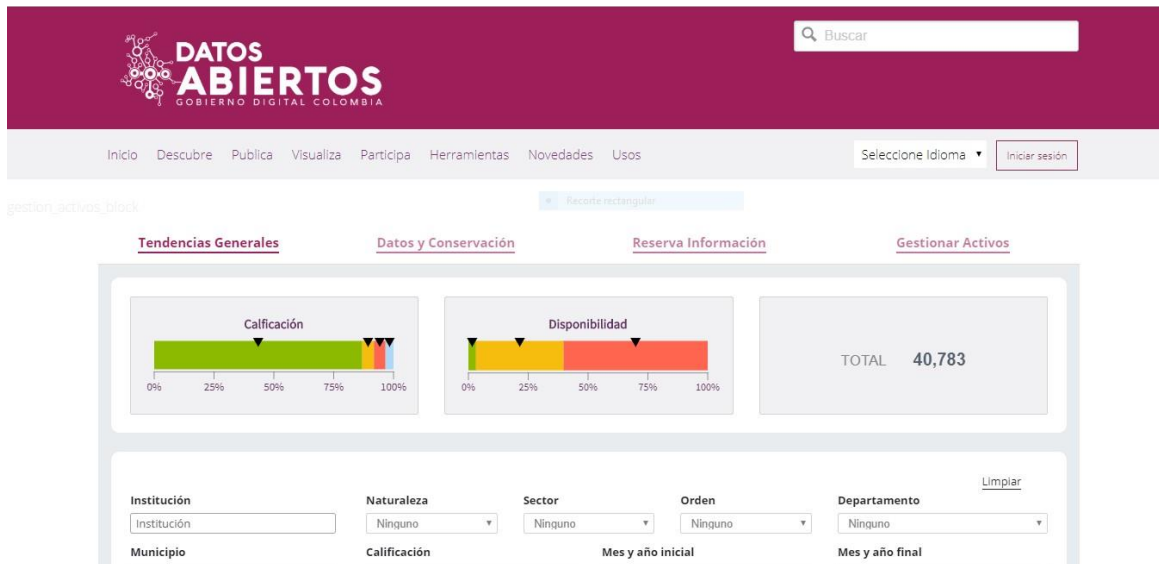 Buscar
DATOS
ABIERTOS
GOBIERNO DIGITAL COLOMBIA
Inicio Descubre Publica Visualiza Participa Herramientas Novedades Usos Seleccione Idioma Iniciar sesión
gestion_activos_block Recorte rectangular
Tendencias Generales Datos y Conservación Reserva Información Gestionar Activos
Calficación Disponibilidad
TOTAL 40,783
0% 25% 50% 75% 100% 0% 25% 50% 75% 100%
Limpiar
Institución Naturaleza Sector Orden Departamento
Institución Ninguno Ninguno Ninguno Ninguno
Municipio Calificación Mes y año inicial Mes y año final